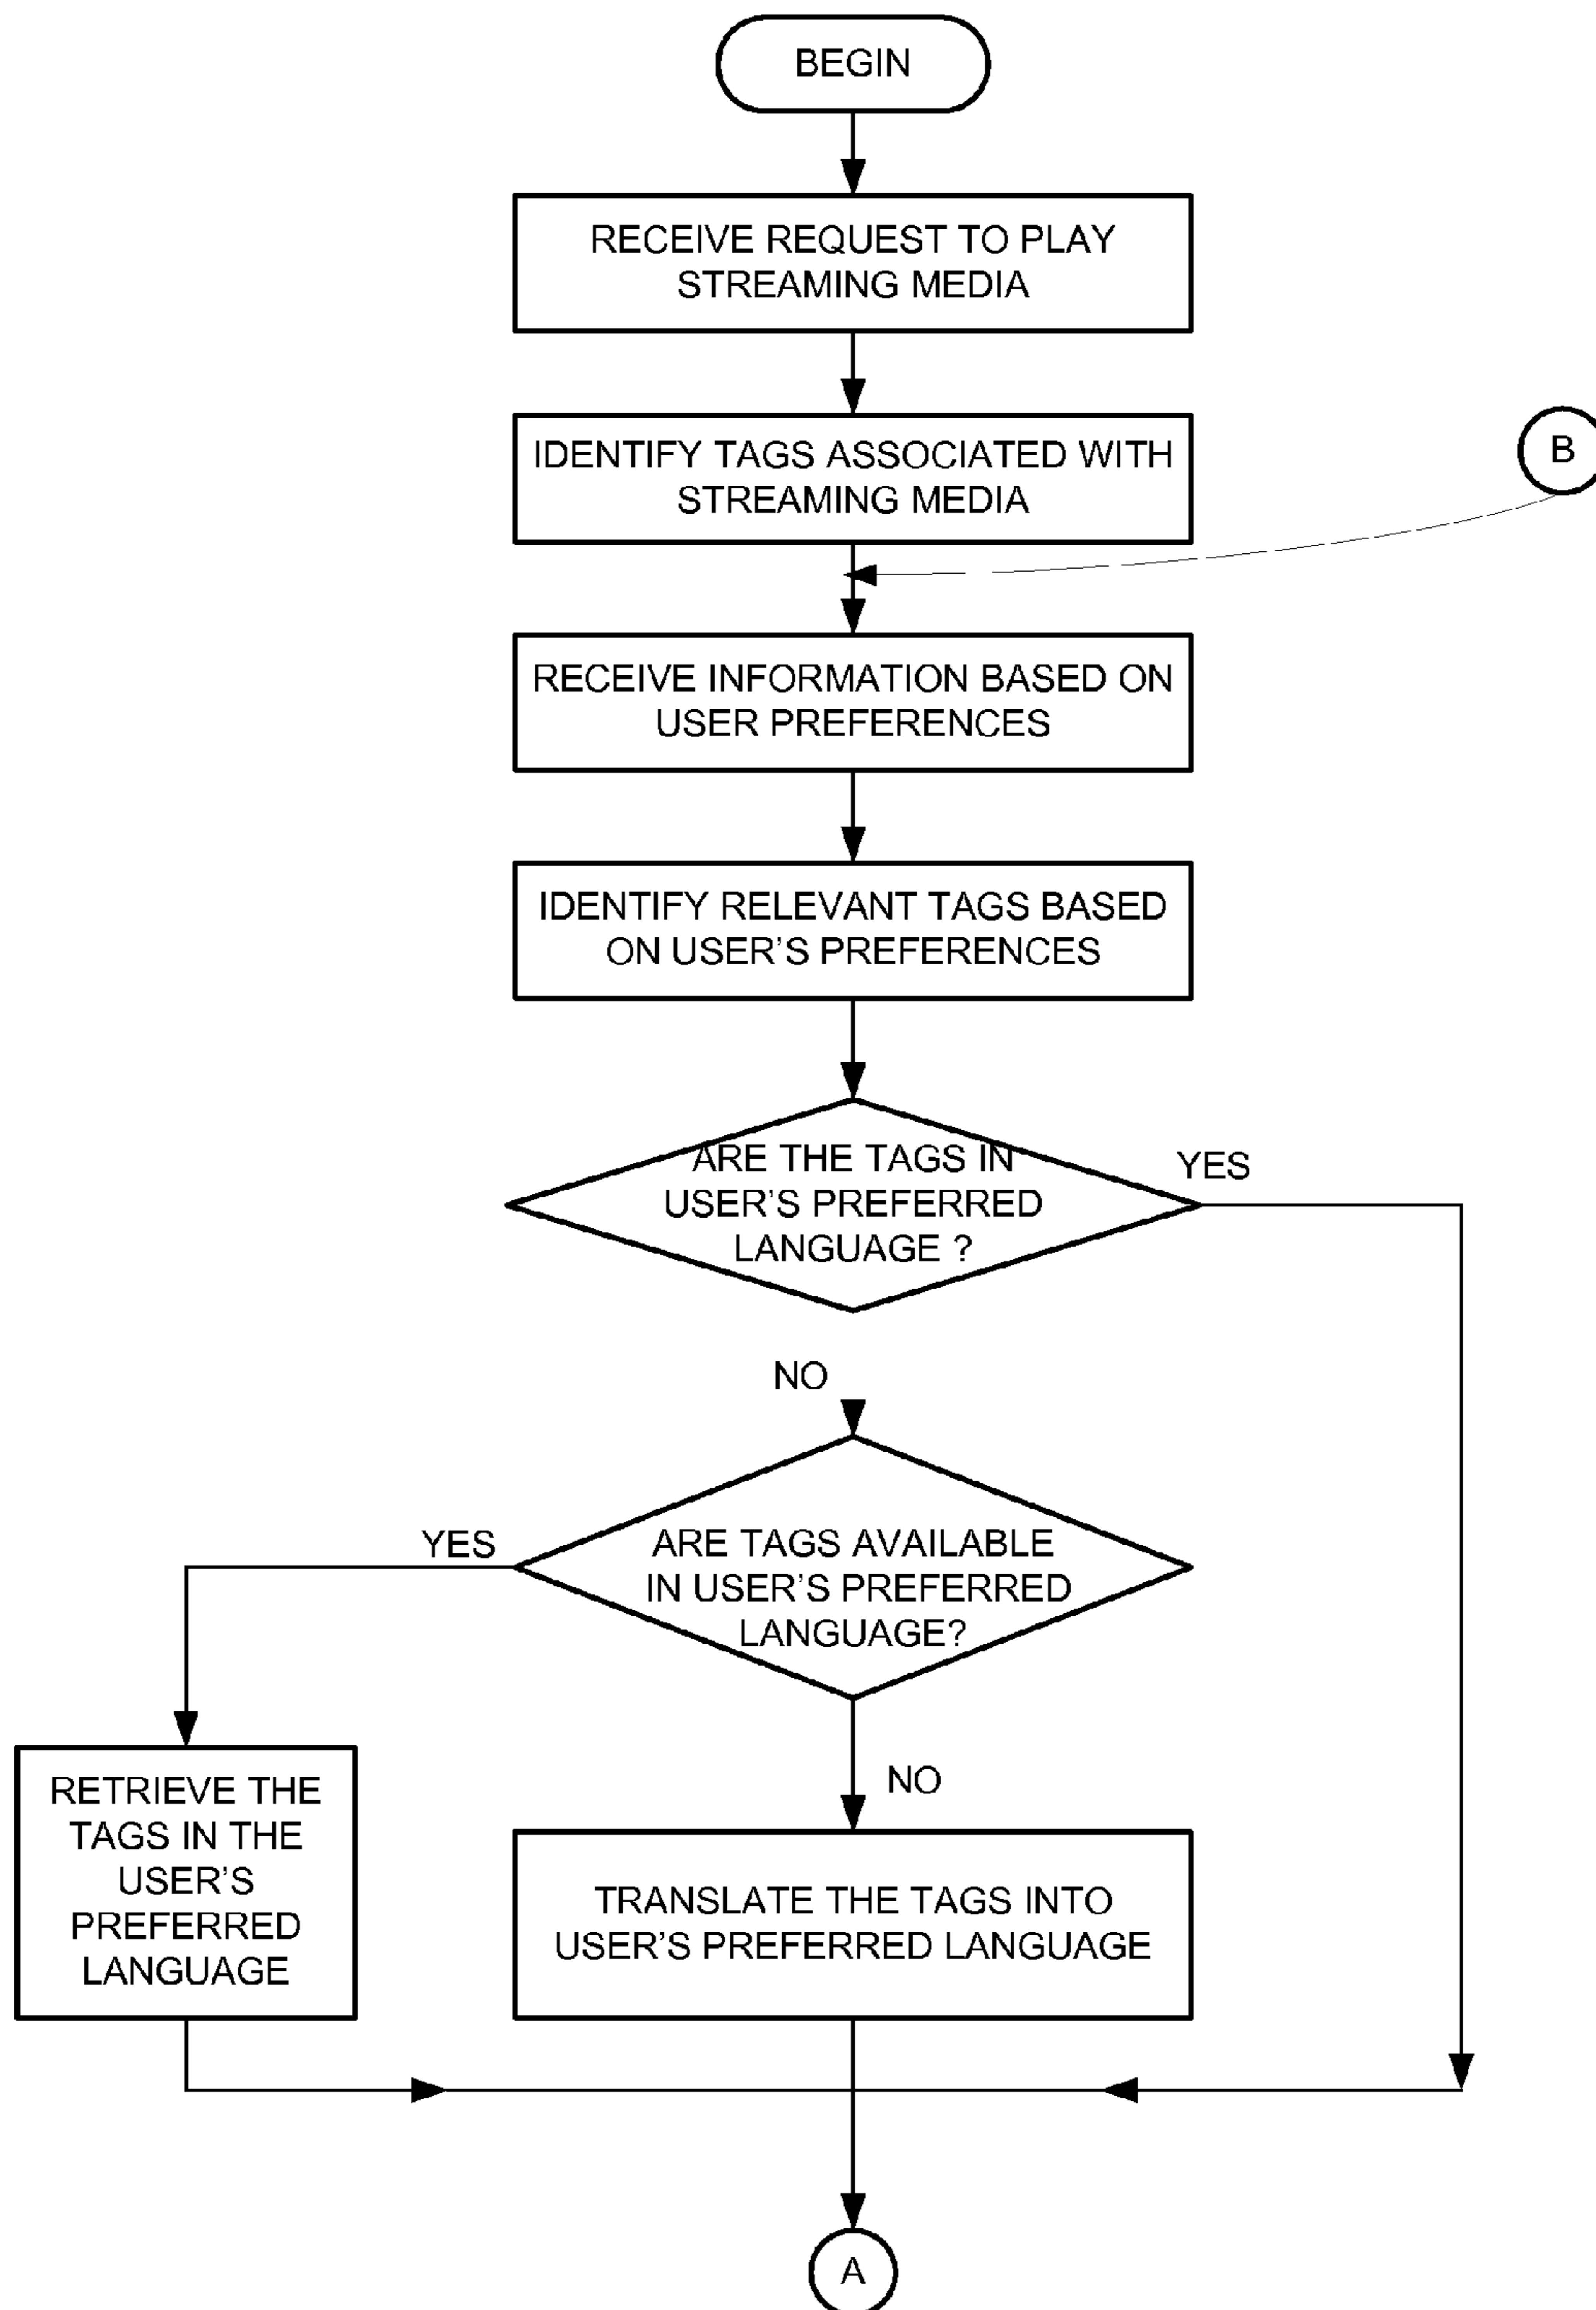 BEGIN
RECEIVE REQUEST TO PLAY
STREAMING MEDIA
IDENTIFY TAGS ASSOCIATED WITH
STREAMING MEDIA
B
RECEIVE INFORMATION BASED ON
USER PREFERENCES
IDENTIFY RELEVANT TAGS BASED
ON USER'S PREFERENCES
ARE THE TAGS IN
USER'S PREFERRED
LANGUAGE ?
YES
NO
YES
ARE TAGS AVAILABLE
IN USER'S PREFERRED
LANGUAGE?
NO
RETRIEVE THE
TAGS IN THE
USER'S
PREFERRED
LANGUAGE
TRANSLATE THE TAGS INTO
USER'S PREFERRED LANGUAGE
A